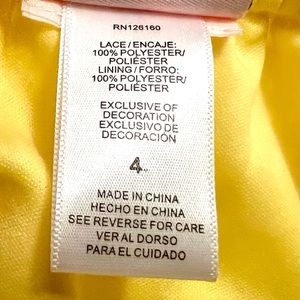 RN126160
LACE/ENCAJE:
100% POLYESTER/
POLIÉSTER
LINING/FORRO:
100% POLYESTER/
POLIÉSTER
EXCLUSIVE OF
DECORATION
EXCLUSIVO DE
DECORACIÓN
4
MADE IN CHINA
HECHO EN CHINA
SEE REVERSE FOR CARE
VER AL DORSO
PARA EL CUIDADO